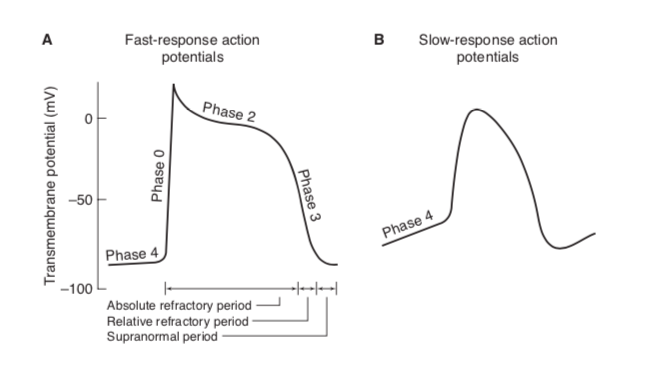 A
Fast-response action
potentials
B
Slow-response action
potentials
Transmembrane potential (mV)
0
–50
–100
Phase 4
Phase 0
Phase 2
Phase 3
Absolute refractory period
Relative refractory period
Supranormal period
Phase 4